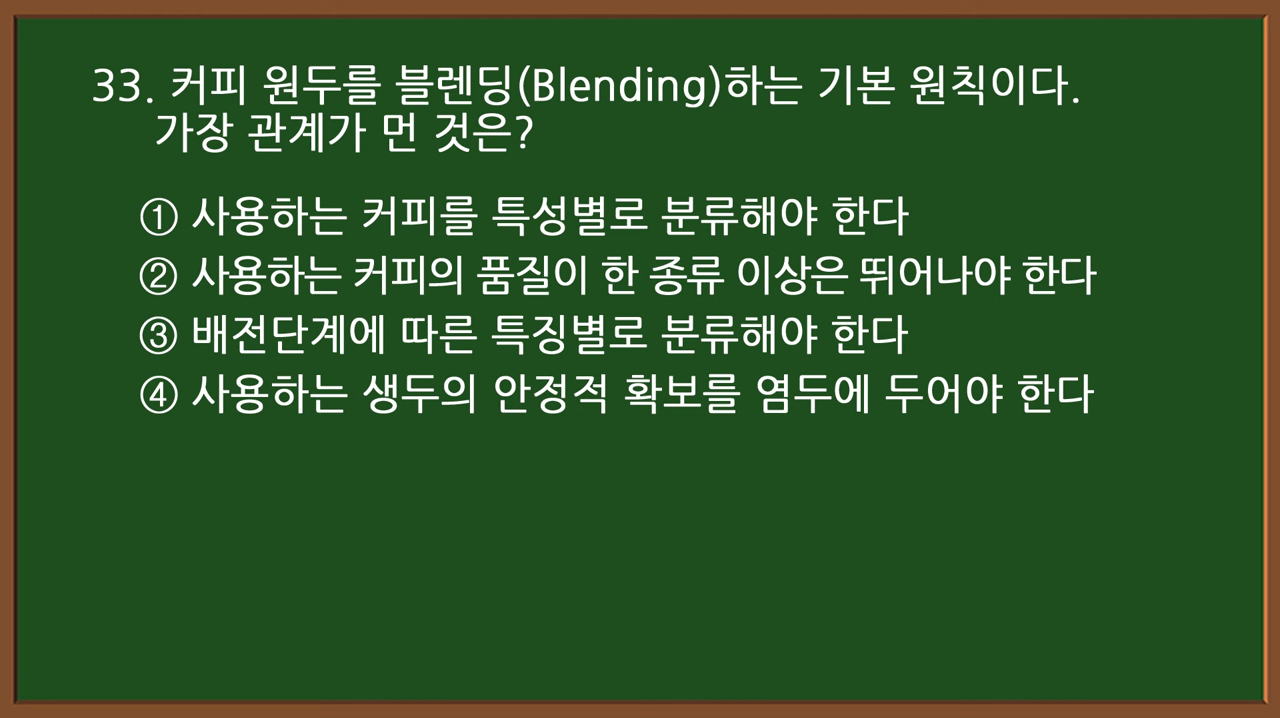 33. 커피 원두를 블렌딩(Blending)하는 기본 원칙이다.
가장 관계가 먼 것은?
① 사용하는 커피를 특성별로 분류해야 한다
② 사용하는 커피의 품질이 한 종류 이상은 뛰어나야 한다
③ 배전단계에 따른 특징별로 분류해야 한다
④ 사용하는 생두의 안정적 확보를 염두에 두어야 한다